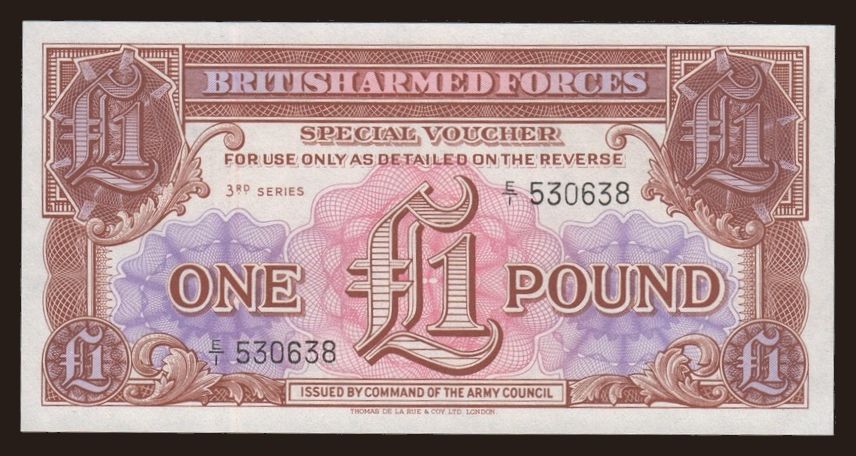 £1 £1
BRITISH ARMED FORCES
SPECIAL VOUCHER
FOR USE ONLY AS DETAILED ON THE REVERSE
3RD SERIES E/1 530638
ONE £1 POUND
E/1 530638
£1 £1
ISSUED BY COMMAND OF THE ARMY COUNCIL
THOMAS DE LA RUE & COY. LTD. LONDON.